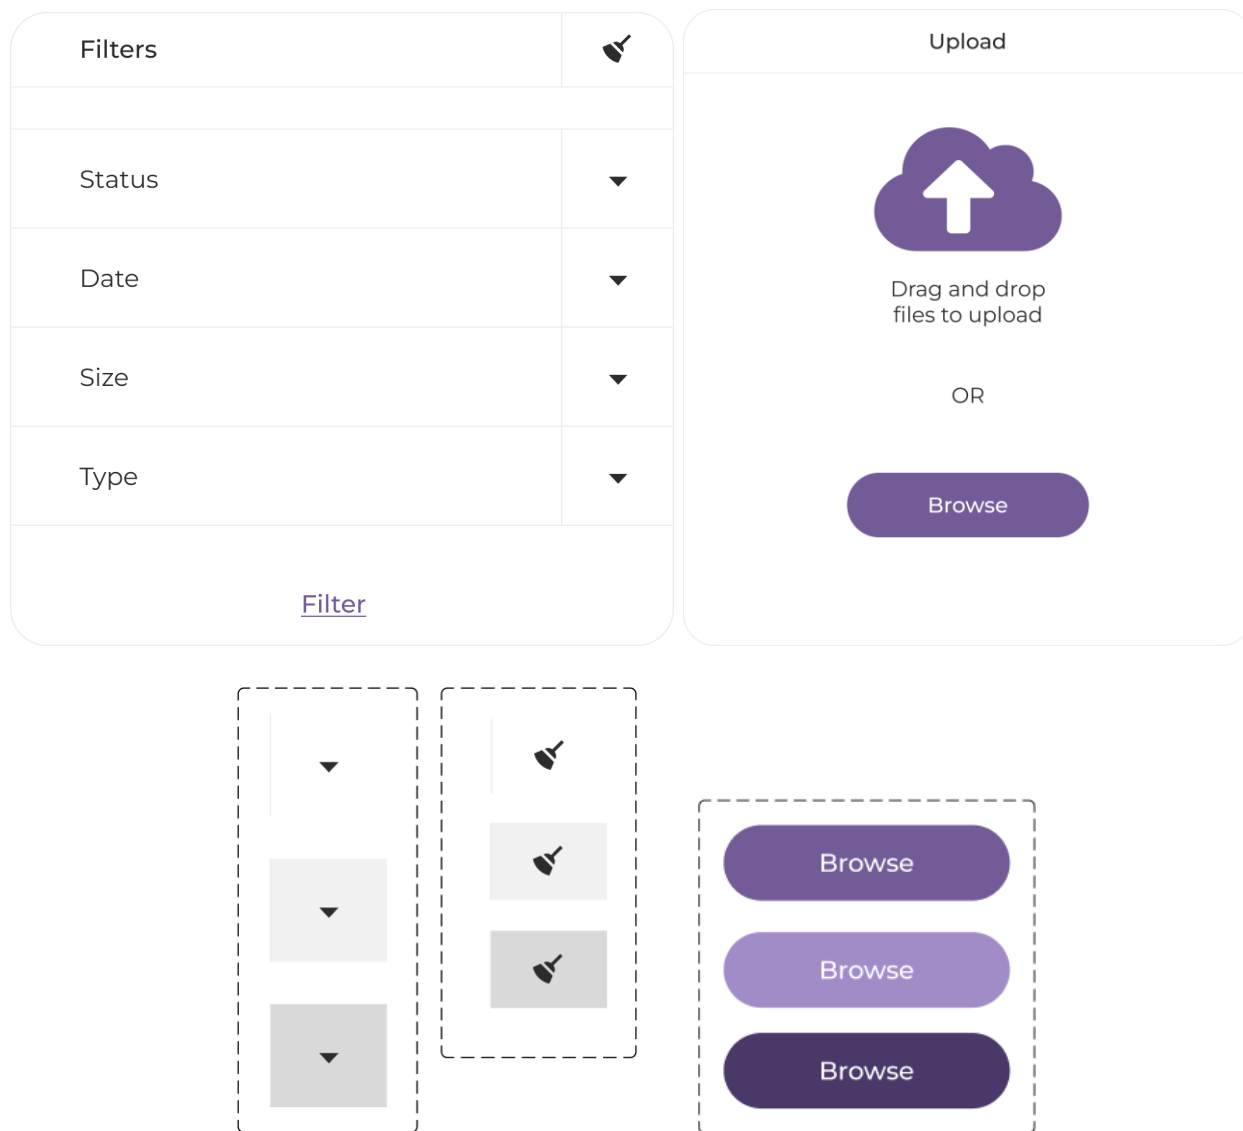 Filters
Status
Date
Size
Type
Filter
Upload
Drag and drop
files to upload
OR
Browse
Browse
Browse
Browse